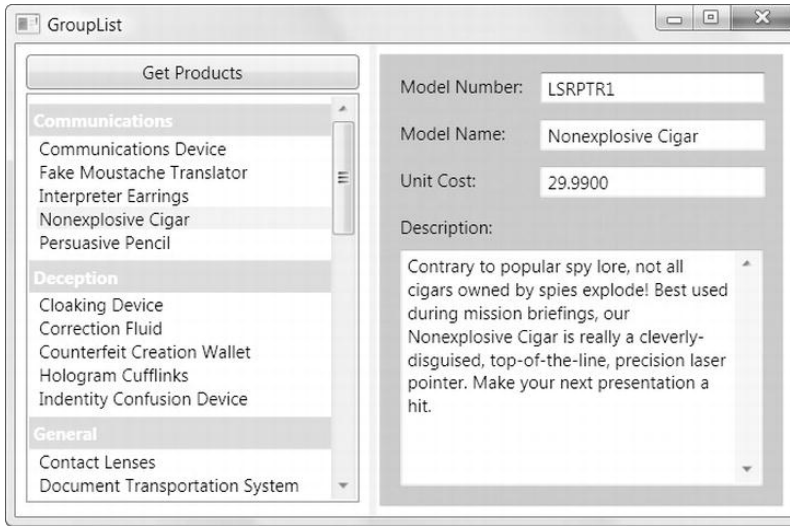 GroupList
Get Products
Communications
Communications Device
Fake Moustache Translator
Interpreter Earrings
Nonexplosive Cigar
Persuasive Pencil
Deception
Cloaking Device
Correction Fluid
Counterfeit Creation Wallet
Hologram Cufflinks
Indentity Confusion Device
General
Contact Lenses
Document Transportation System
Model Number: LSRPTR1
Model Name: Nonexplosive Cigar
Unit Cost: 29.9900
Description:
Contrary to popular spy lore, not all
cigars owned by spies explode! Best used
during mission briefings, our
Nonexplosive Cigar is really a cleverly-
disguised, top-of-the-line, precision laser
pointer. Make your next presentation a
hit.